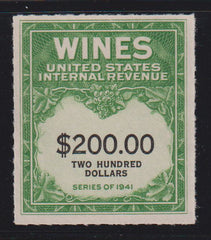 WINES
UNITED STATES
INTERNAL REVENUE
$200.00
TWO HUNDRED
DOLLARS
SERIES OF 1941